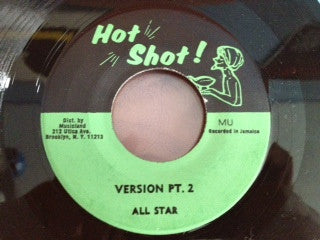 Hot
Shot!
Dist. by
Musicland
212 Utica Ave.
Brooklyn, N. Y. 11213
MU
Recorded in Jamaica
VERSION PT. 2
ALL STAR